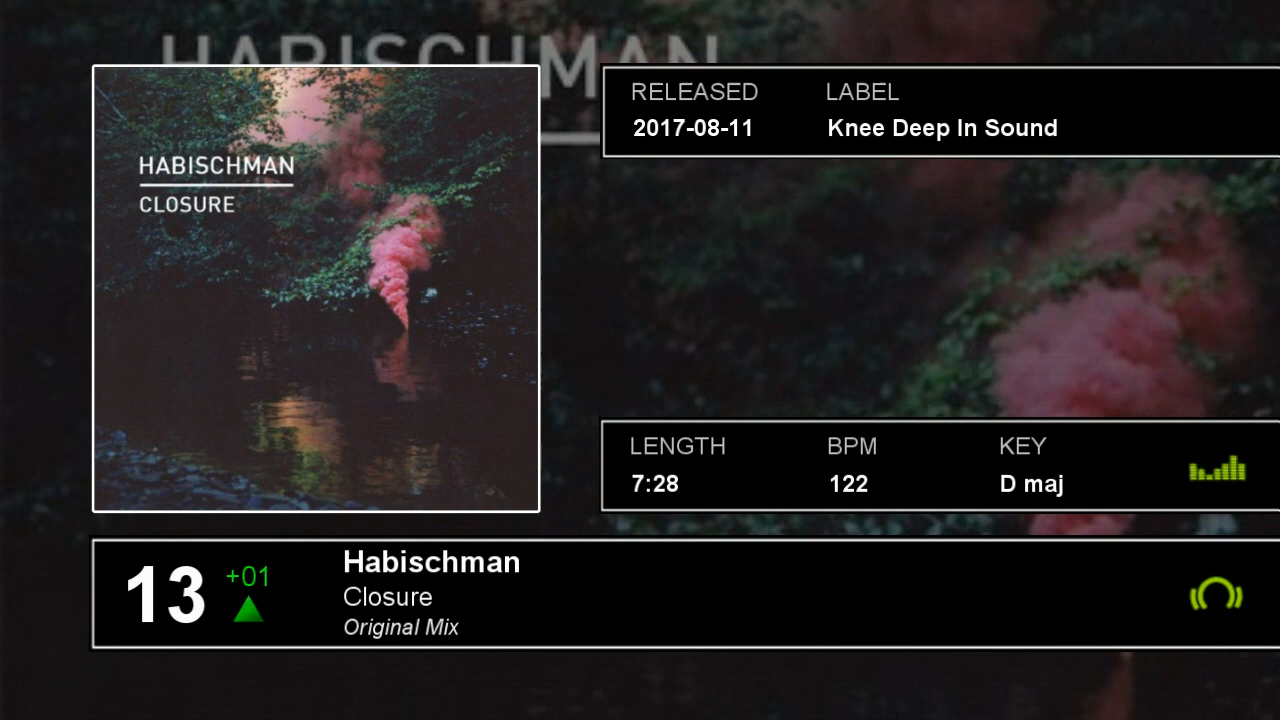 HABISCHMAN
HABISCHMAN
CLOSURE
RELEASED LABEL
2017-08-11 Knee Deep In Sound
LENGTH BPM KEY
7:28 122 D maj
13 +01
Habischman
Closure
Original Mix